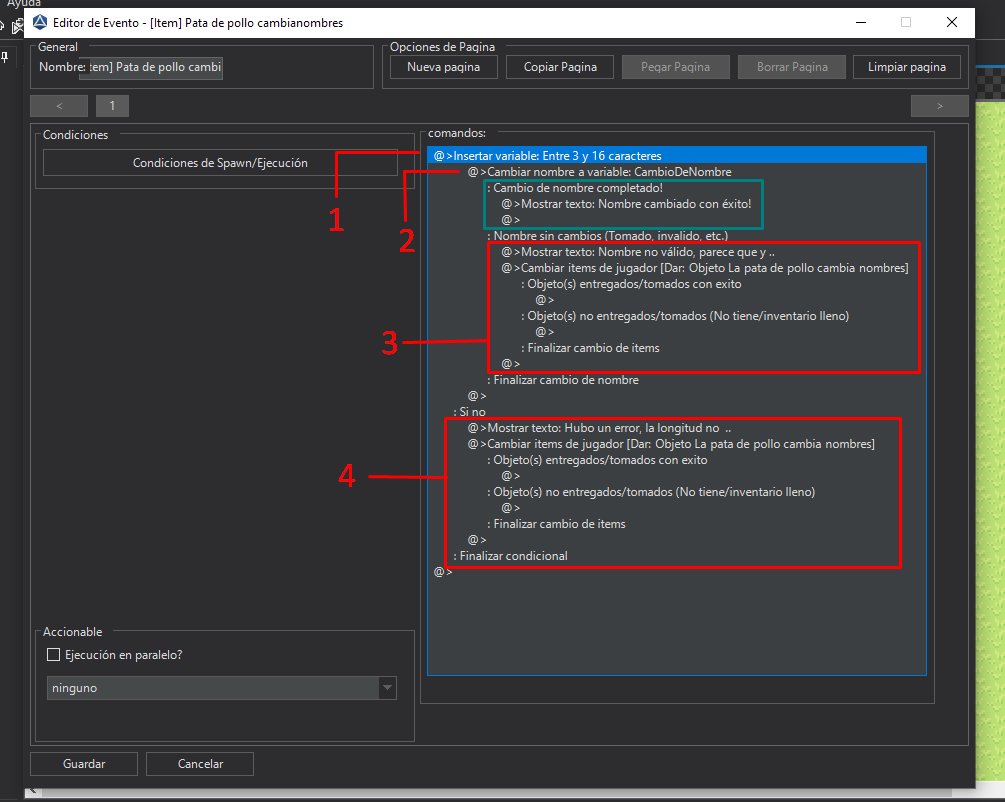 Ayuda
Editor de Evento - [Item] Pata de pollo cambianombres
General
Nombre: tem] Pata de pollo cambi
Opciones de Pagina
Nueva pagina
Copiar Pagina
Pegar Pagina
Borrar Pagina
Limpiar pagina
<
1
>
Condiciones
Condiciones de Spawn/Ejecución
comandos:
@>Insertar variable: Entre 3 y 16 caracteres
@>Cambiar nombre a variable: CambioDeNombre
: Cambio de nombre completado!
@>Mostrar texto: Nombre cambiado con éxito!
@>
: Nombre sin cambios (Tomado, invalido, etc.)
@>Mostrar texto: Nombre no válido, parece que y ..
@>Cambiar items de jugador [Dar: Objeto La pata de pollo cambia nombres]
: Objeto(s) entregados/tomados con exito
@>
: Objeto(s) no entregados/tomados (No tiene/inventario lleno)
@>
: Finalizar cambio de items
@>
: Finalizar cambio de nombre
@>
: Si no
@>Mostrar texto: Hubo un error, la longitud no ..
@>Cambiar items de jugador [Dar: Objeto La pata de pollo cambia nombres]
: Objeto(s) entregados/tomados con exito
@>
: Objeto(s) no entregados/tomados (No tiene/inventario lleno)
@>
: Finalizar cambio de items
@>
: Finalizar condicional
@>
1
2
3
4
Accionable
Ejecución en paralelo?
ninguno
Guardar
Cancelar